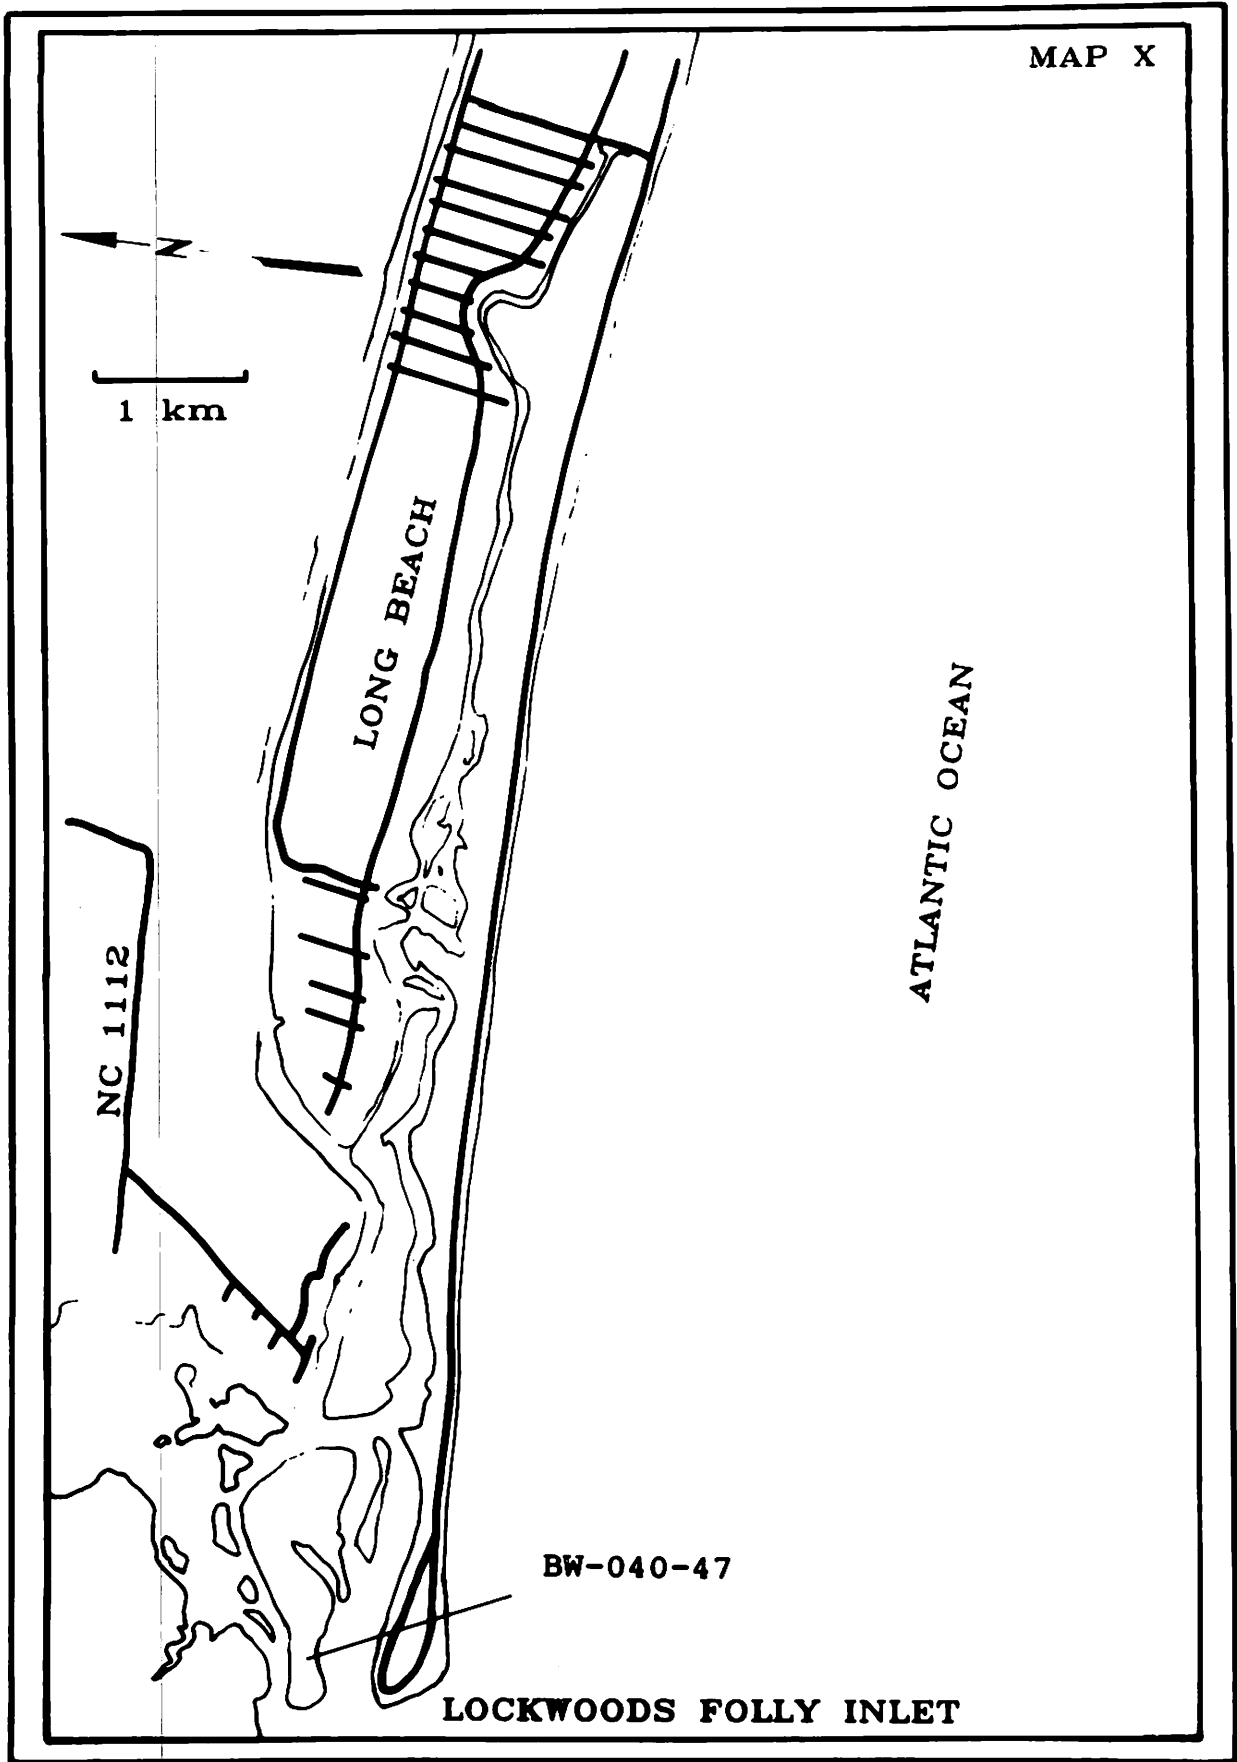 MAP X
N
1 km
LONG BEACH
ATLANTIC OCEAN
NC 1112
BW-040-47
LOCKWOODS FOLLY INLET